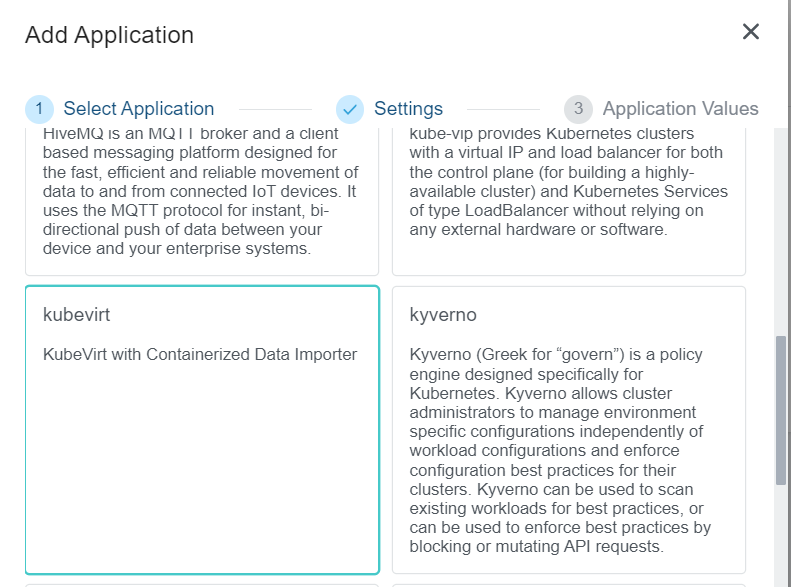 Add Application
1 Select Application
Settings
3 Application Values
HiveMQ is an MQTT broker and a client
based messaging platform designed for
the fast, efficient and reliable movement of
data to and from connected IoT devices. It
uses the MQTT protocol for instant, bi-
directional push of data between your
device and your enterprise systems.
kube-vip provides Kubernetes clusters
with a virtual IP and load balancer for both
the control plane (for building a highly-
available cluster) and Kubernetes Services
of type LoadBalancer without relying on
any external hardware or software.
kubevirt
KubeVirt with Containerized Data Importer
kyverno
Kyverno (Greek for “govern”) is a policy
engine designed specifically for
Kubernetes. Kyverno allows cluster
administrators to manage environment
specific configurations independently of
workload configurations and enforce
configuration best practices for their
clusters. Kyverno can be used to scan
existing workloads for best practices, or
can be used to enforce best practices by
blocking or mutating API requests.